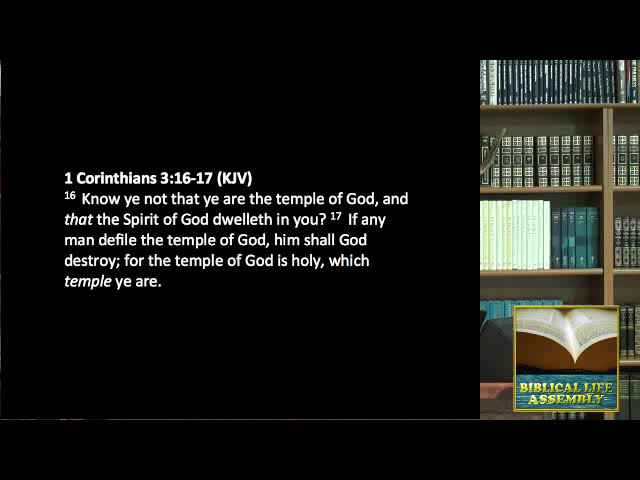 1 Corinthians 3:16-17 (KJV)
16 Know ye not that ye are the temple of God, and
that the Spirit of God dwelleth in you? 17 If any
man defile the temple of God, him shall God
destroy; for the temple of God is holy, which
temple ye are.
BIBLICAL LIFE
ASSEMBLY